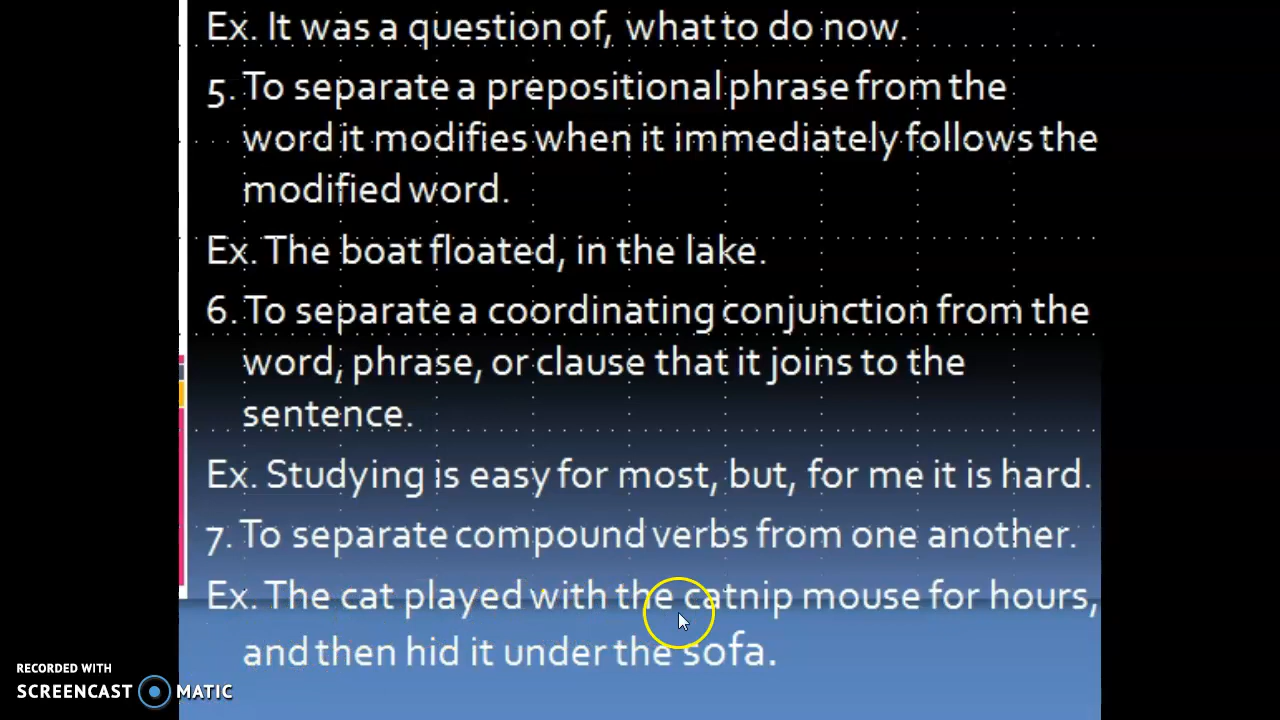 Ex. It was a question of, what to do now.
5. To separate a prepositional phrase from the
word it modifies when it immediately follows the
modified word.
Ex. The boat floated, in the lake.
6. To separate a coordinating conjunction from the
word, phrase, or clause that it joins to the
sentence.
Ex. Studying is easy for most, but, for me it is hard.
7. To separate compound verbs from one another.
Ex. The cat played with the catnip mouse for hours,
and then hid it under the sofa.
RECORDED WITH
SCREENCAST MATIC